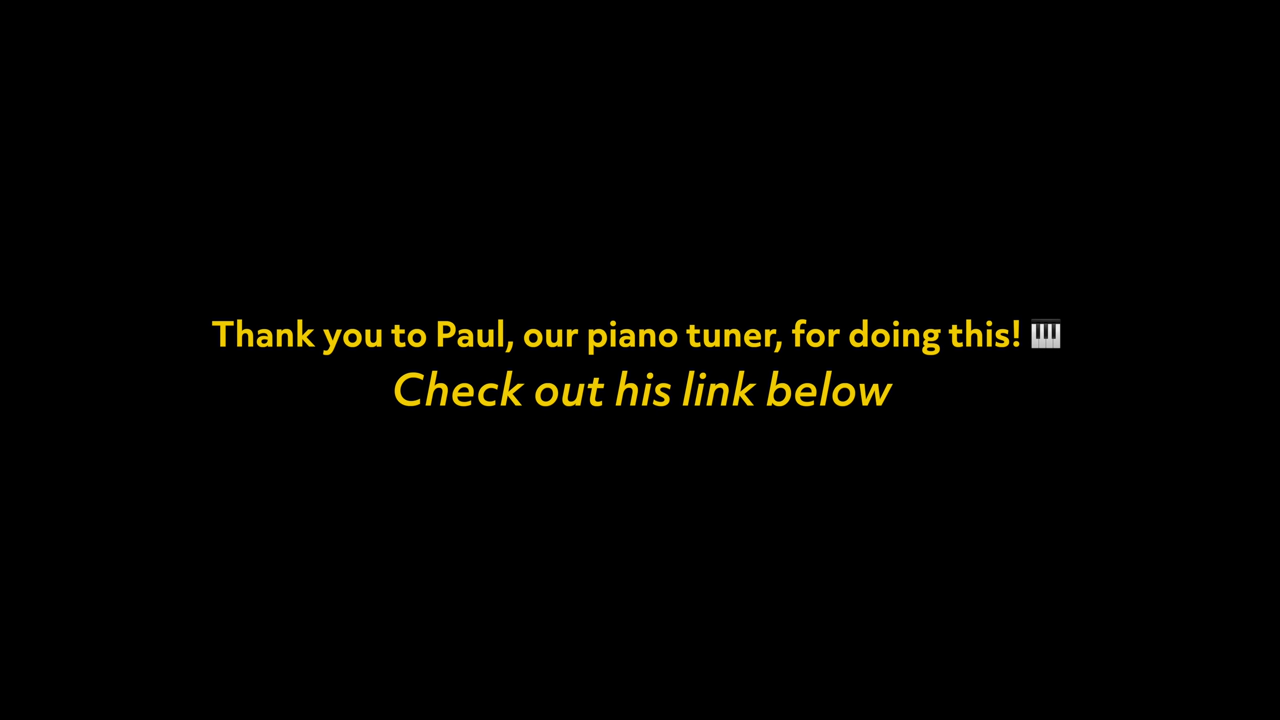 Thank you to Paul, our piano tuner, for doing this! 🎹
Check out his link below